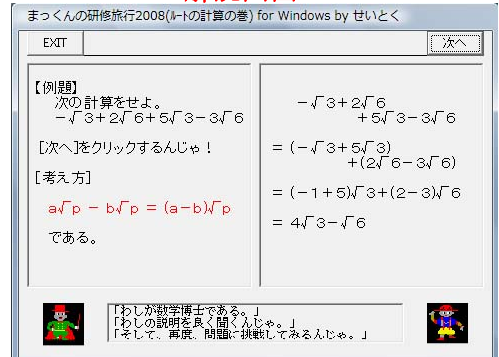 まっくんの研修旅行2008(ﾙｰﾄの計算の巻) for Windows by せいとく
EXIT
次へ
【例題】
次の計算をせよ。
-√3+2√6+5√3-3√6
[次へ]をクリックするんじゃ!
[考え方]
a√p - b√p = (a-b)√p
である。
-√3+2√6
+5√3-3√6
= (-√3+5√3)
+(2√6-3√6)
= (-1+5)√3+(2-3)√6
= 4√3-√6
「わしが数学博士である。」
「わしの説明を良く聞くんじゃ。」
「そして、再度、問題に挑戦してみるんじゃ。」